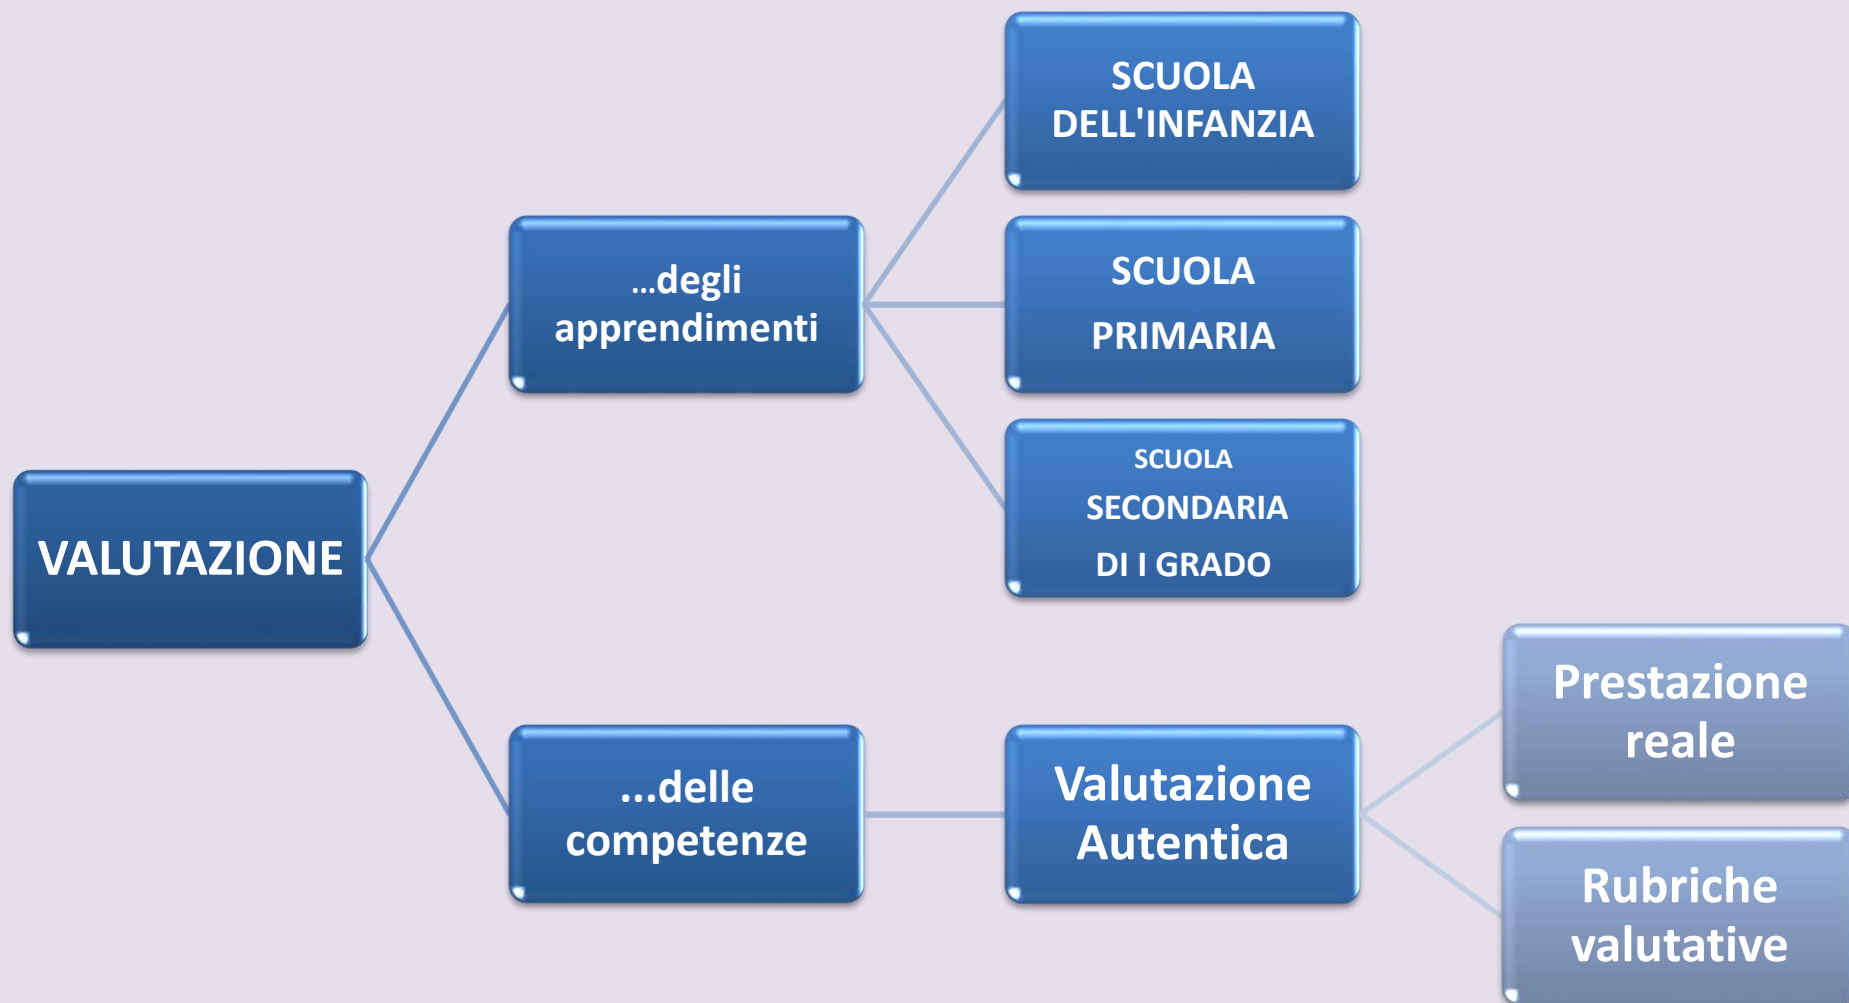 SCUOLA
DELL'INFANZIA
...degli
apprendimenti
SCUOLA
PRIMARIA
SCUOLA
SECONDARIA
DI I GRADO
VALUTAZIONE
...delle
competenze
Valutazione
Autentica
Prestazione
reale
Rubriche
valutative